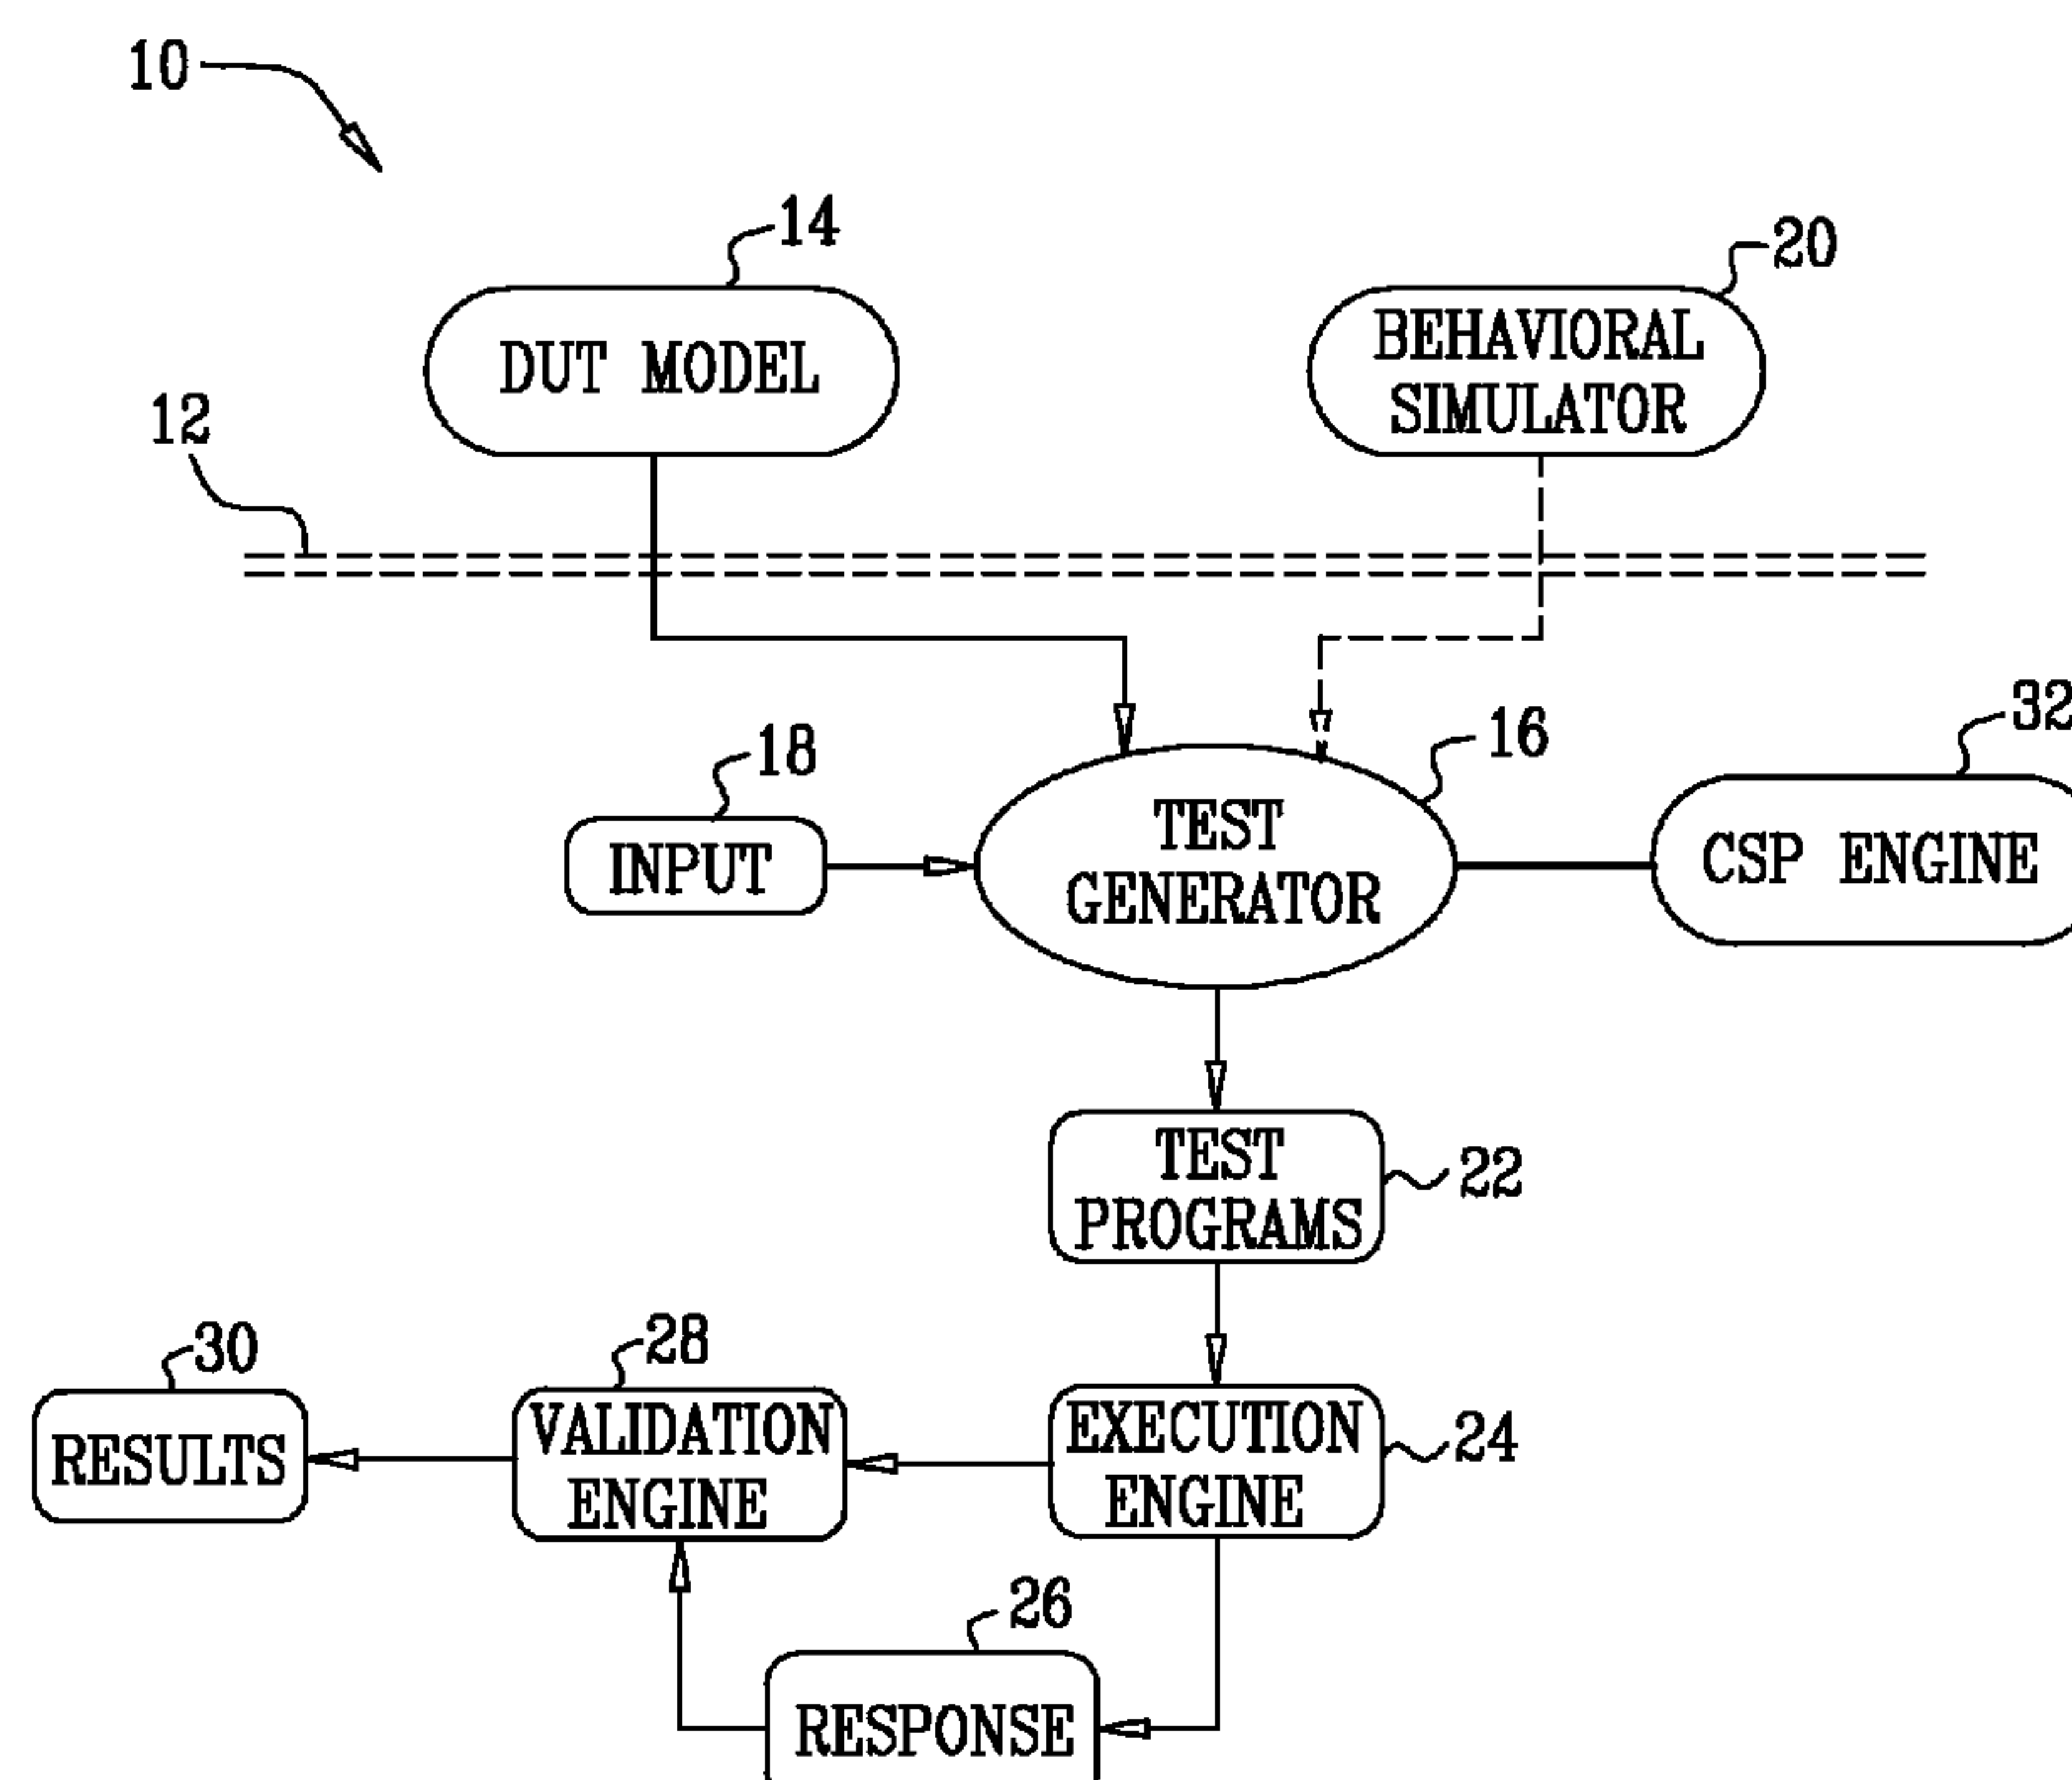 10
14
20
DUT MODEL
BEHAVIORAL
SIMULATOR
12
32
18
16
INPUT
TEST
GENERATOR
CSP ENGINE
TEST
PROGRAMS
22
30
28
RESULTS
VALIDATION
ENGINE
EXECUTION
ENGINE
24
26
RESPONSE